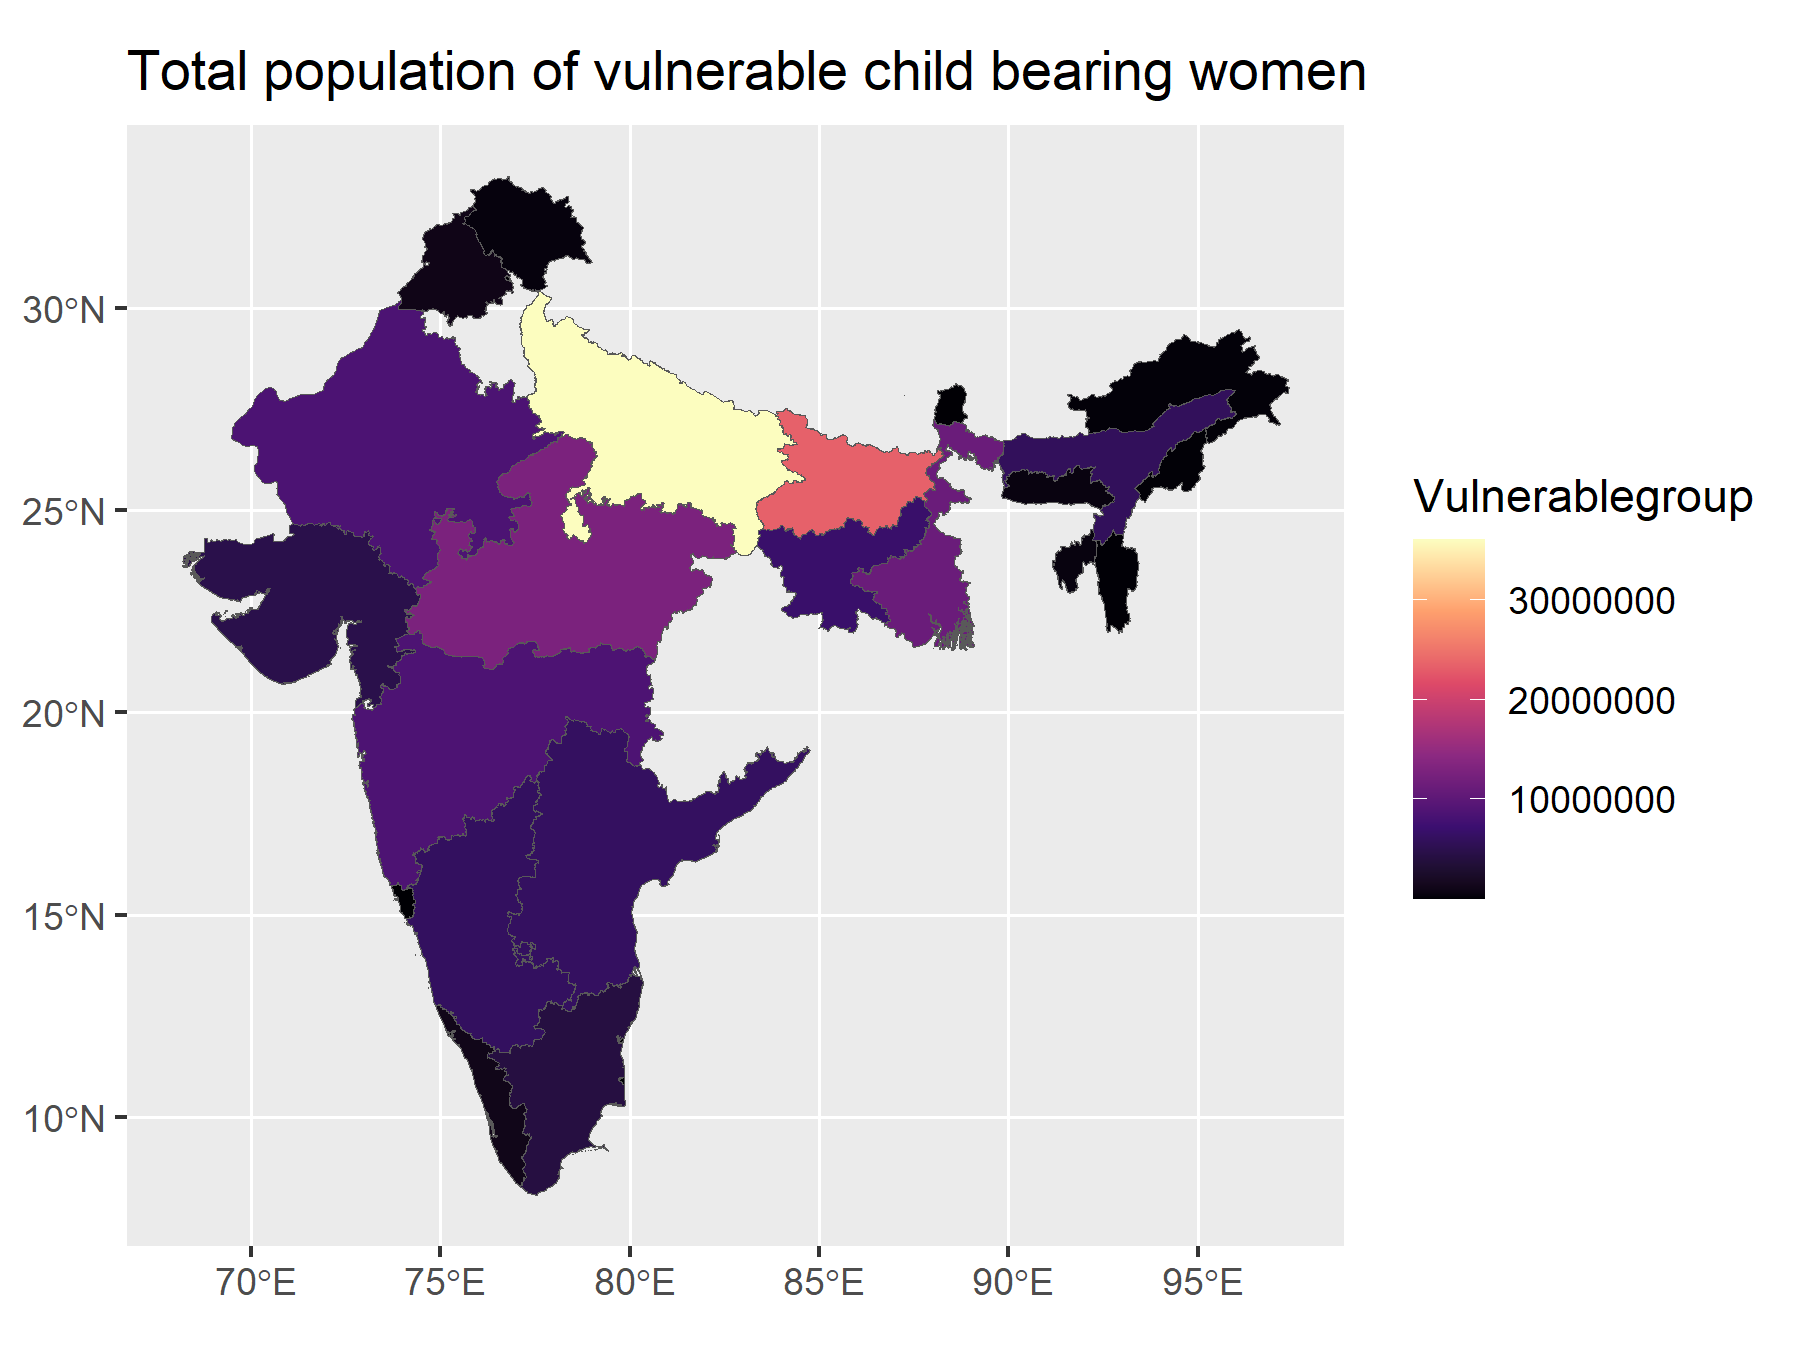 Total population of vulnerable child bearing women
30°N
25°N
20°N
15°N
10°N
70°E
75°E
80°E
85°E
90°E
95°E
Vulnerablegroup
30000000
20000000
10000000